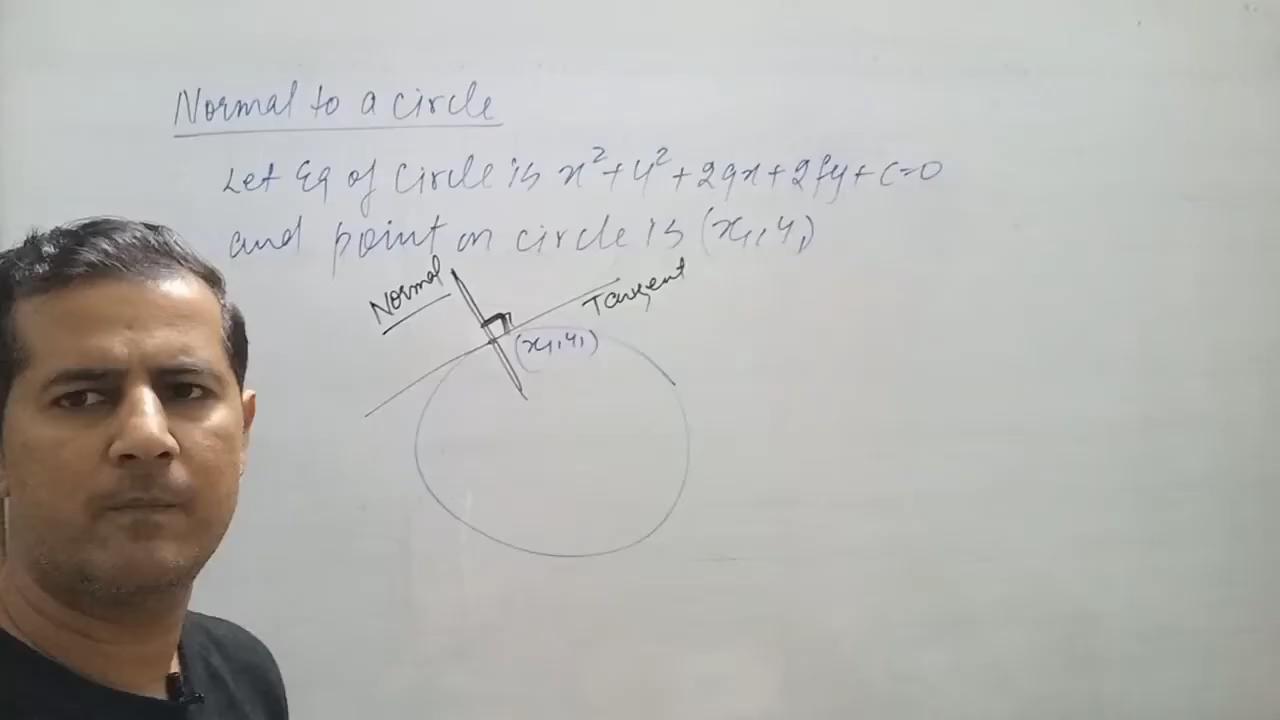 Normal to a circle
Let Eq of Circle is x² + y² + 2gx + 2fy + c = 0
and point on circle is (x₁, y₁)
Normal
Tangent
(x₁, y₁)